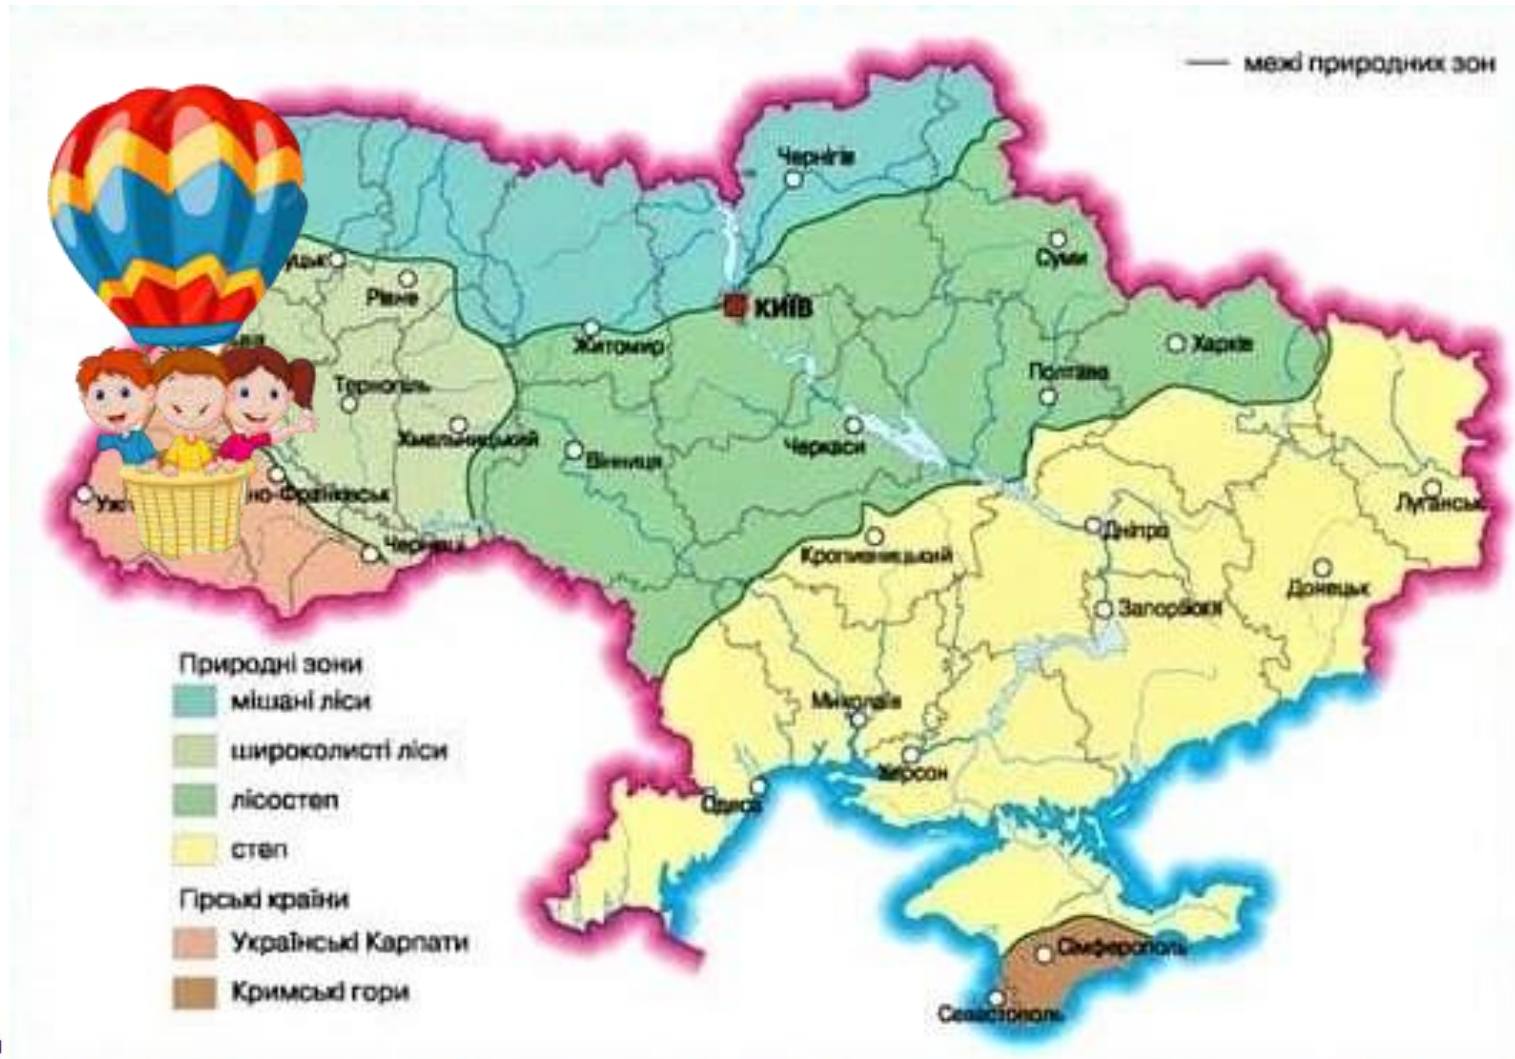 межі природних зон
Чернігів
Суми
Рівне
КИЇВ
Житомир
Харків
Тернопіль
Полтава
Хмельницький
Черкаси
Вінниця
но-Франківськ
Луганськ
Чернівці
Дніпро
Кропивницький
Донецьк
Запоріжжя
Миколаїв
Херсон
Одеса
Сімферополь
Севастополь
Природні зони
мішані ліси
широколисті ліси
лісостеп
степ
Гірські країни
Українські Карпати
Кримські гори